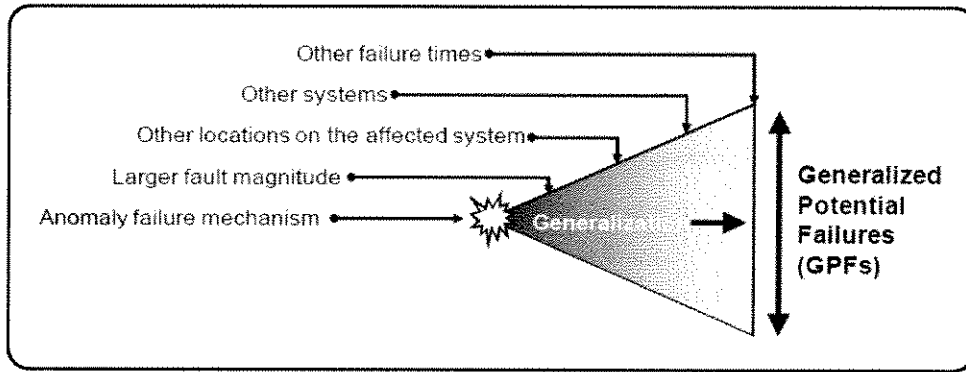 Other failure times
Other systems
Other locations on the affected system
Larger fault magnitude
Anomaly failure mechanism
Generalization
Generalized
Potential
Failures
(GPFs)